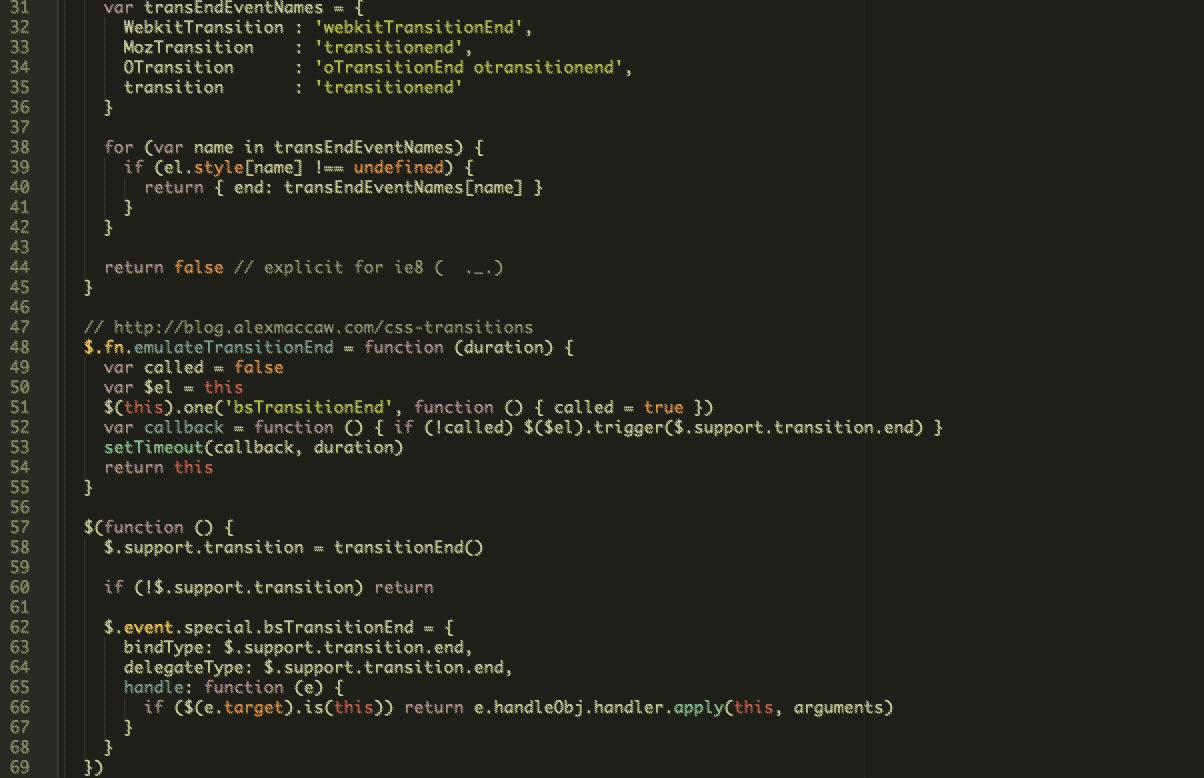 31 var transEndEventNames = {
32 WebkitTransition : 'webkitTransitionEnd',
33 MozTransition    : 'transitionend',
34 OTransition      : 'oTransitionEnd otransitionend',
35 transition       : 'transitionend'
36 }
37
38 for (var name in transEndEventNames) {
39 if (el.style[name] !== undefined) {
40 return { end: transEndEventNames[name] }
41 }
42 }
43
44 return false // explicit for ie8 (  ._.)
45 }
46
47 // http://blog.alexmaccaw.com/css-transitions
48 $.fn.emulateTransitionEnd = function (duration) {
49 var called = false
50 var $el = this
51 $(this).one('bsTransitionEnd', function () { called = true })
52 var callback = function () { if (!called) $($el).trigger($.support.transition.end) }
53 setTimeout(callback, duration)
54 return this
55 }
56
57 $(function () {
58 $.support.transition = transitionEnd()
59
60 if (!$.support.transition) return
61
62 $.event.special.bsTransitionEnd = {
63 bindType: $.support.transition.end,
64 delegateType: $.support.transition.end,
65 handle: function (e) {
66 if ($(e.target).is(this)) return e.handleObj.handler.apply(this, arguments)
67 }
68 }
69 })